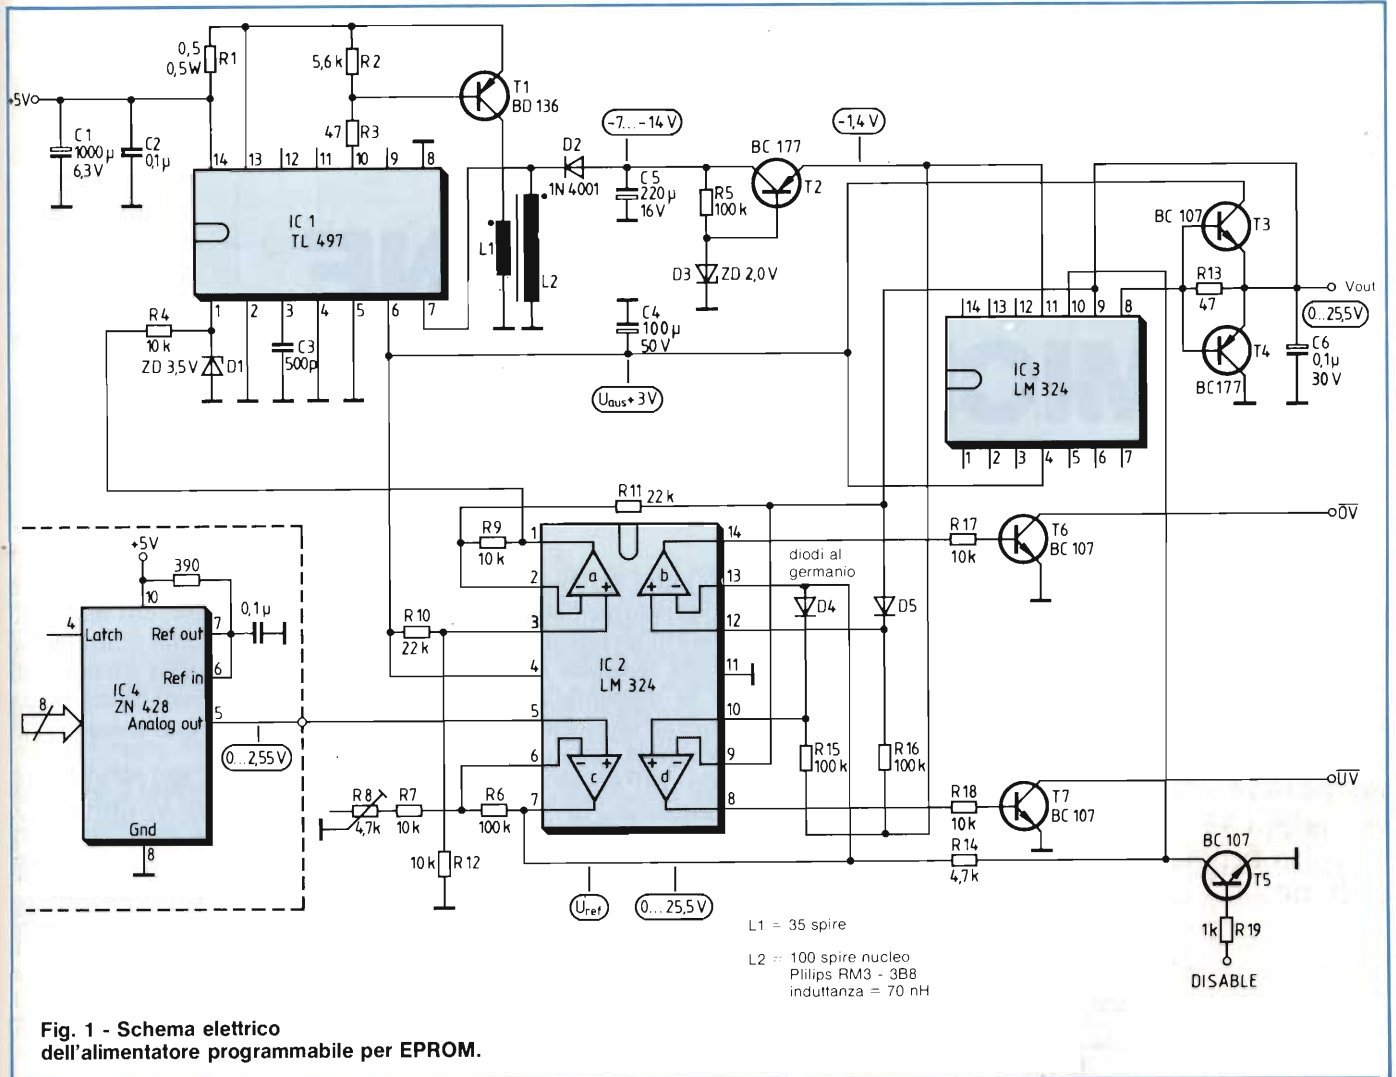 0,5
0,5W
R1
5,6k
R2
T1
BD 136
+5V
C1
1000µ
6,3V
C2
0,1µ
47
R3
14
13
12
11
10
9
8
IC 1
TL 497
1
2
3
4
5
6
7
D2
1N 4001
-7...-14V
C5
220µ
16V
R5
100k
BC 177
T2
-1,4V
L1
L2
D3
ZD 2,0V
C4
100µ
50V
Uaus+3V
R4
10k
ZD 3,5V
D1
C3
500p
BC 107
T3
R13
47
T4
BC177
Vout
0...25,5V
C6
0,1µ
30V
14
13
12
11
10
9
8
IC 3
LM 324
1
2
3
4
5
6
7
R11
22k
R9
10k
R10
22k
1
2
3
4
5
6
7
14
13
12
11
10
9
8
a
b
c
d
- +
+ -
- +
+ -
IC 2
LM 324
diodi al
germanio
D4
D5
R15
100k
R16
100k
R17
10k
T6
BC 107
O̅V̅
R18
10k
T7
BC 107
U̅V̅
R14
4,7k
BC 107
T5
1k
R19
DISABLE
+5V
390
10
0,1µ
4
Latch
Ref out
7
Ref in
6
IC 4
ZN 428
Analog out
5
8
0...2,55V
Gnd
8
R8
4,7k
R7
10k
R6
100k
10k
R12
Uref
0...25,5V
L1 = 35 spire
L2 = 100 spire nucleo
Plilips RM3 - 3B8
induttanza = 70 nH
Fig. 1 - Schema elettrico
dell'alimentatore programmabile per EPROM.